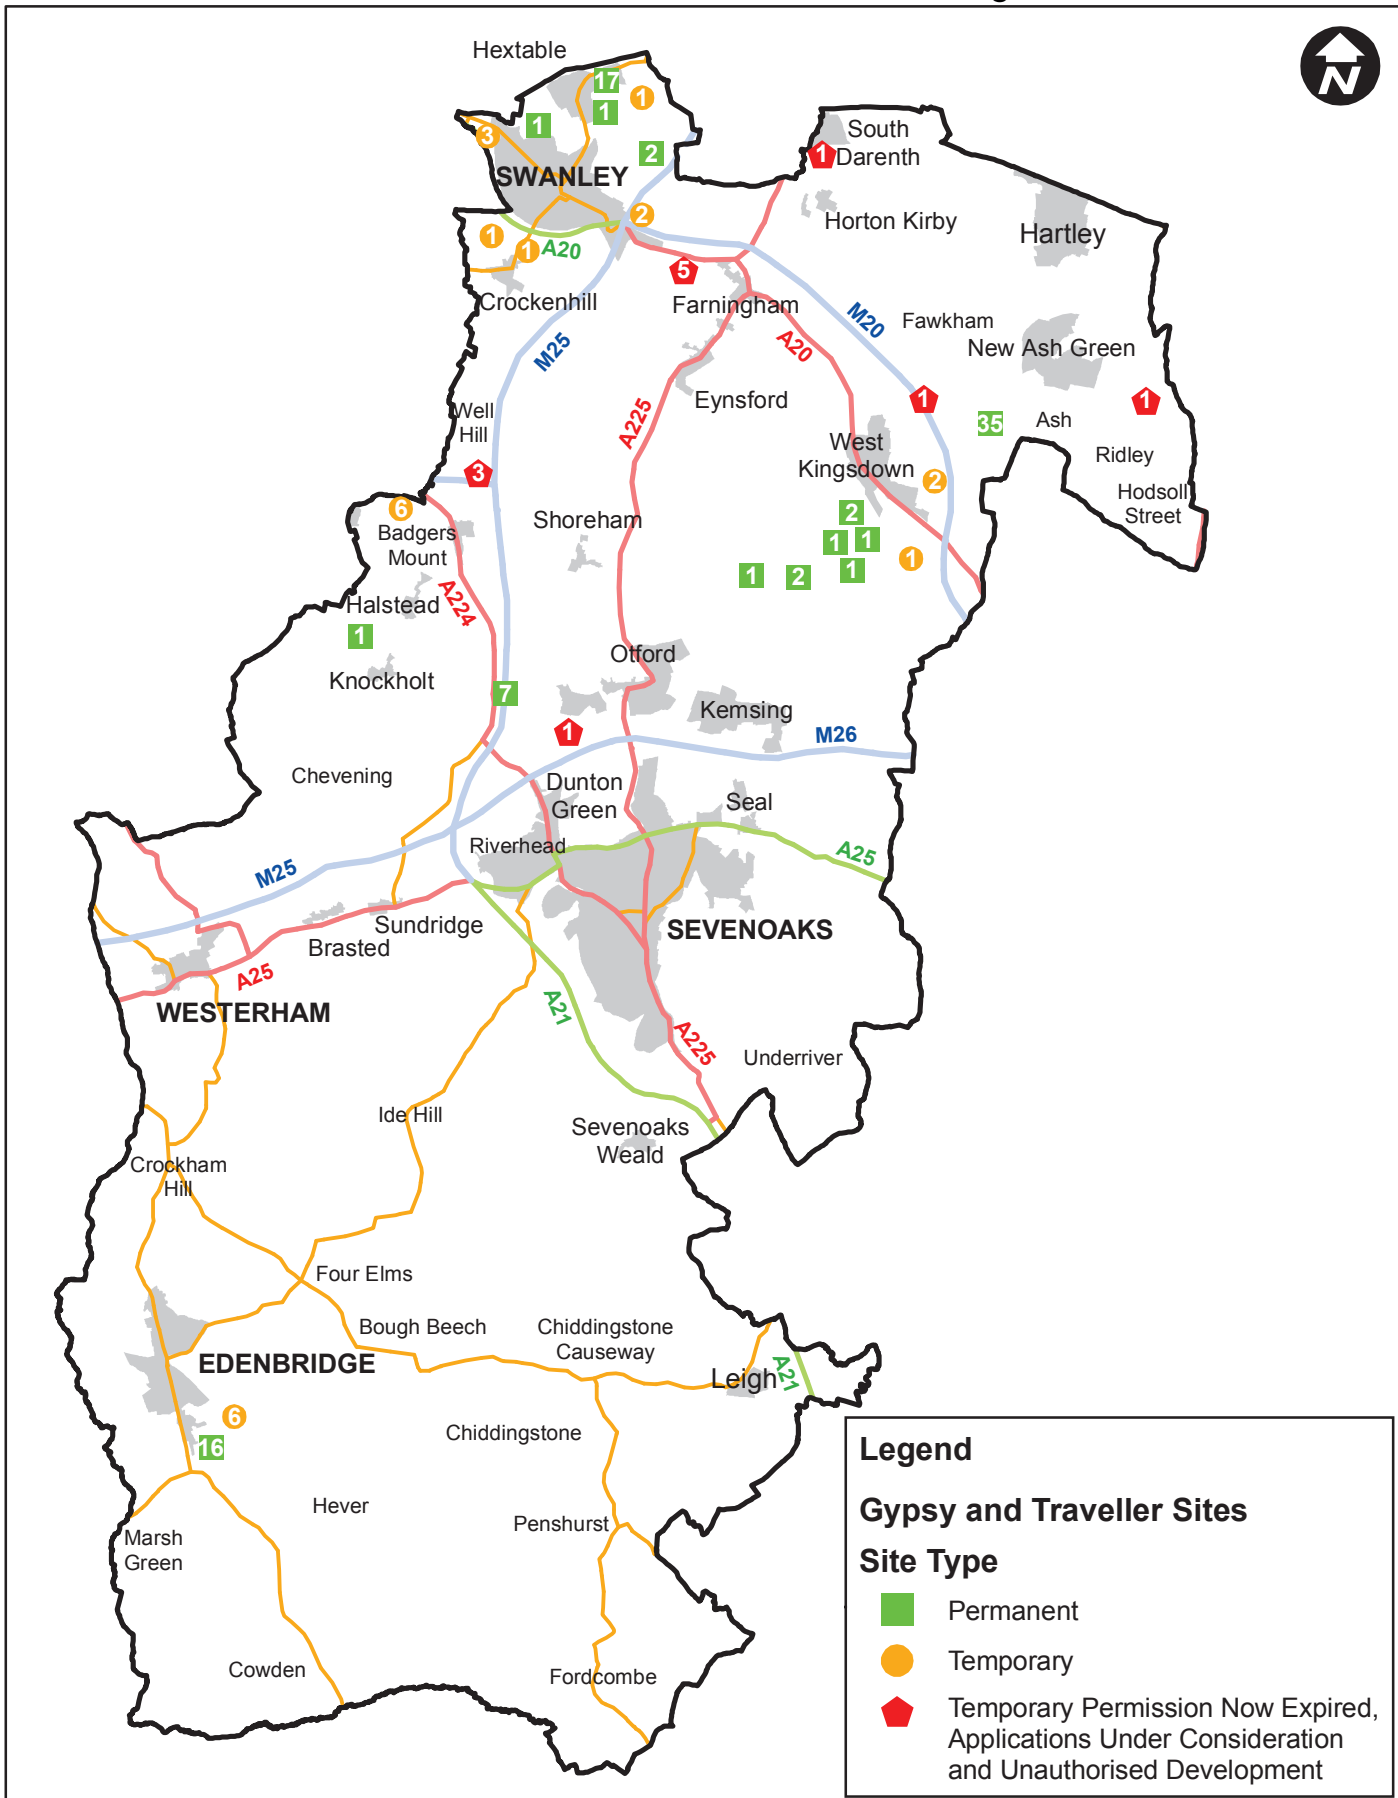 Hextable
N
17
1
1
1
3
2
South
Darenth
1
SWANLEY
2
Horton Kirby
Hartley
1
1
A20
5
Crockenhill
Farningham
M20
Fawkham
M25
A20
New Ash Green
Eynsford
1
1
Well
Hill
A225
35
Ash
West
Kingsdown
Ridley
3
2
Hodsoll
Street
6
Shoreham
2
Badgers
Mount
1
1
1
1
2
1
A224
Halstead
1
Otford
Knockholt
7
Kemsing
1
M26
Chevening
Dunton
Green
Seal
Riverhead
A25
M25
Sundridge
SEVENOAKS
Brasted
A25
WESTERHAM
A21
A225
Underriver
Ide Hill
Sevenoaks
Weald
Crockham
Hill
Four Elms
Bough Beech
Chiddingstone
Causeway
EDENBRIDGE
Leigh
A21
6
16
Chiddingstone
Hever
Penshurst
Marsh
Green
Cowden
Fordcombe
Legend
Gypsy and Traveller Sites
Site Type
Permanent
Temporary
Temporary Permission Now Expired,
Applications Under Consideration
and Unauthorised Development